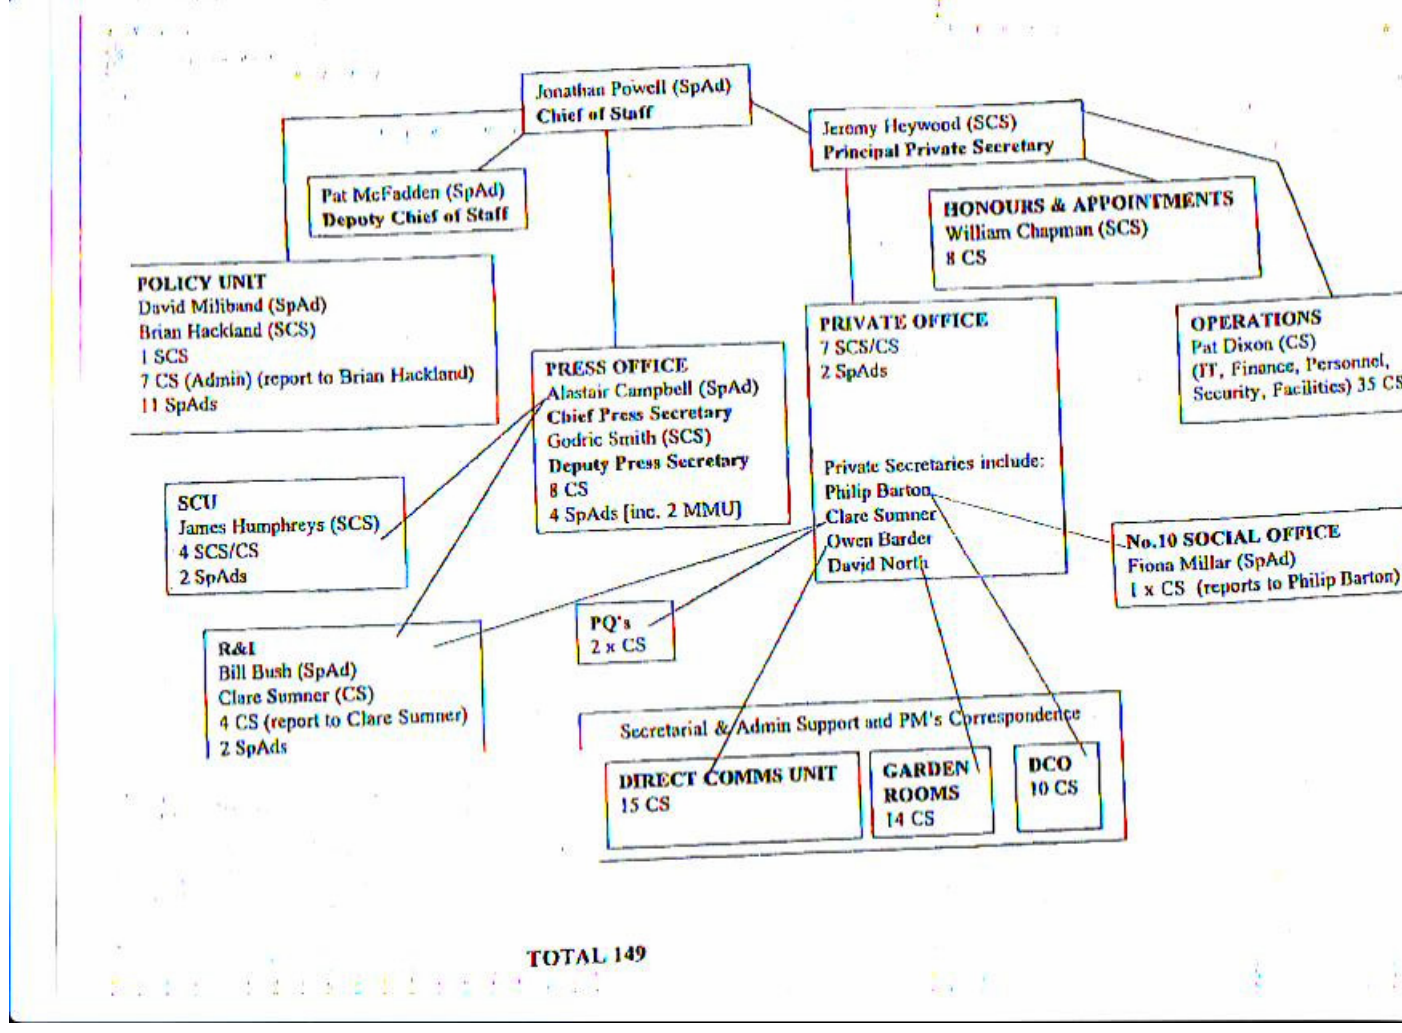 Jonathan Powell (SpAd)
Chief of Staff
Jeremy Heywood (SCS)
Principal Private Secretary
Pat McFadden (SpAd)
Deputy Chief of Staff
HONOURS & APPOINTMENTS
William Chapman (SCS)
8 CS
POLICY UNIT
David Miliband (SpAd)
Brian Hackland (SCS)
1 SCS
7 CS (Admin) (report to Brian Hackland)
11 SpAds
PRESS OFFICE
Alastair Campbell (SpAd)
Chief Press Secretary
Godric Smith (SCS)
Deputy Press Secretary
8 CS
4 SpAds [inc. 2 MMU]
PRIVATE OFFICE
7 SCS/CS
2 SpAds
Private Secretaries include:
Philip Barton
Clare Sumner
Owen Barder
David North
OPERATIONS
Pat Dixon (CS)
(IT, Finance, Personnel,
Security, Facilities) 35 CS
SCU
James Humphreys (SCS)
4 SCS/CS
2 SpAds
No.10 SOCIAL OFFICE
Fiona Millar (SpAd)
1 x CS (reports to Philip Barton)
R&I
Bill Bush (SpAd)
Clare Sumner (CS)
4 CS (report to Clare Sumner)
2 SpAds
PQ's
2 x CS
Secretarial & Admin Support and PM's Correspondence
DIRECT COMMS UNIT
15 CS
GARDEN
ROOMS
14 CS
DCO
10 CS
TOTAL 149